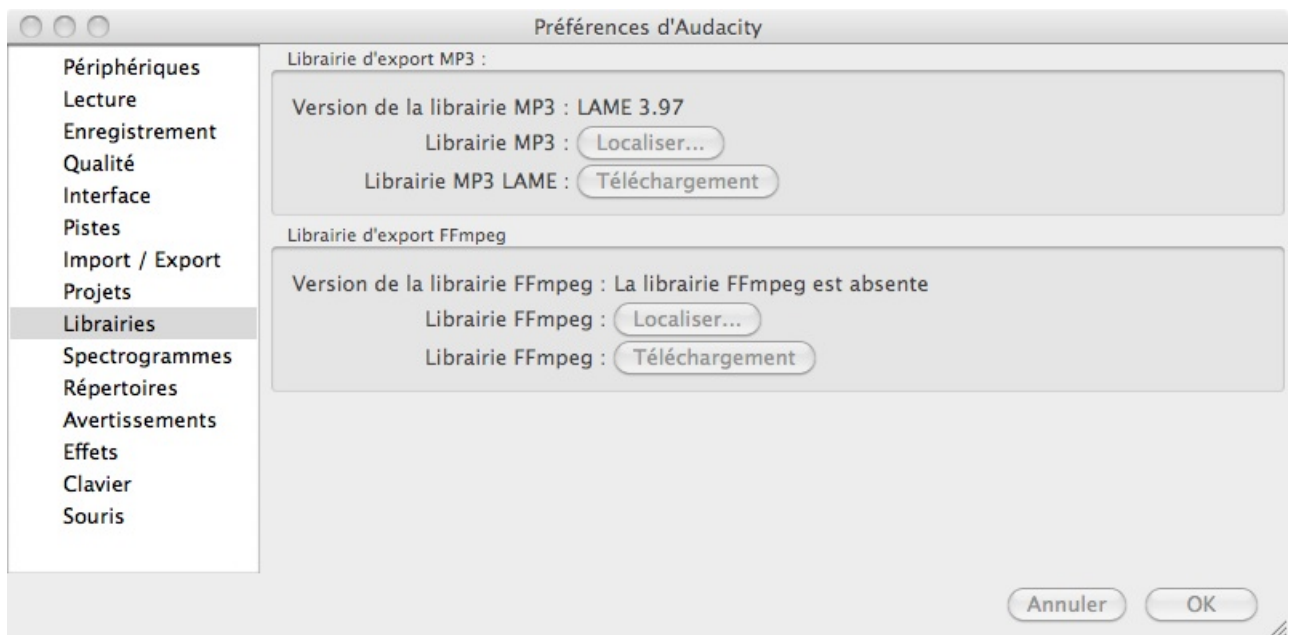 Préférences d'Audacity
Périphériques
Lecture
Enregistrement
Qualité
Interface
Pistes
Import / Export
Projets
Librairies
Spectrogrammes
Répertoires
Avertissements
Effets
Clavier
Souris
Librairie d'export MP3 :
Version de la librairie MP3 : LAME 3.97
Librairie MP3 : Localiser...
Librairie MP3 LAME : Téléchargement
Librairie d'export FFmpeg
Version de la librairie FFmpeg : La librairie FFmpeg est absente
Librairie FFmpeg : Localiser...
Librairie FFmpeg : Téléchargement
Annuler OK